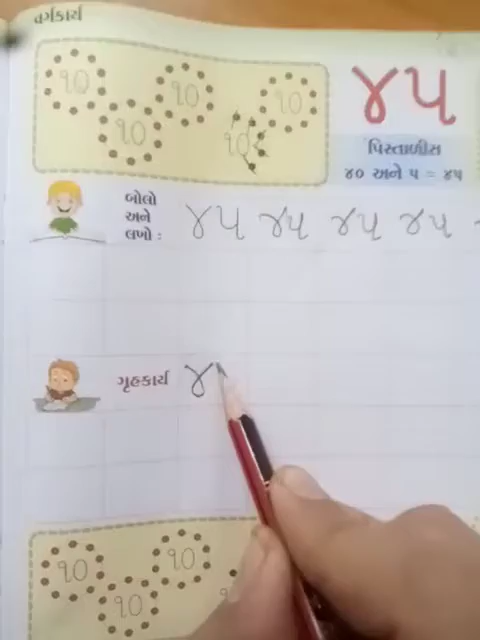 વર્ગકાર્ય
૧૦ ૧૦ ૧૦
૧૦ ૧૦
૪૫
પિસ્તાળીસ
૪૦ અને ૫ = ૪૫
બોલો
અને
લખો :
૪૫ ૪૫ ૪૫ ૪૫
ગૃહકાર્ય ૪
૧૦ ૧૦
૧૦